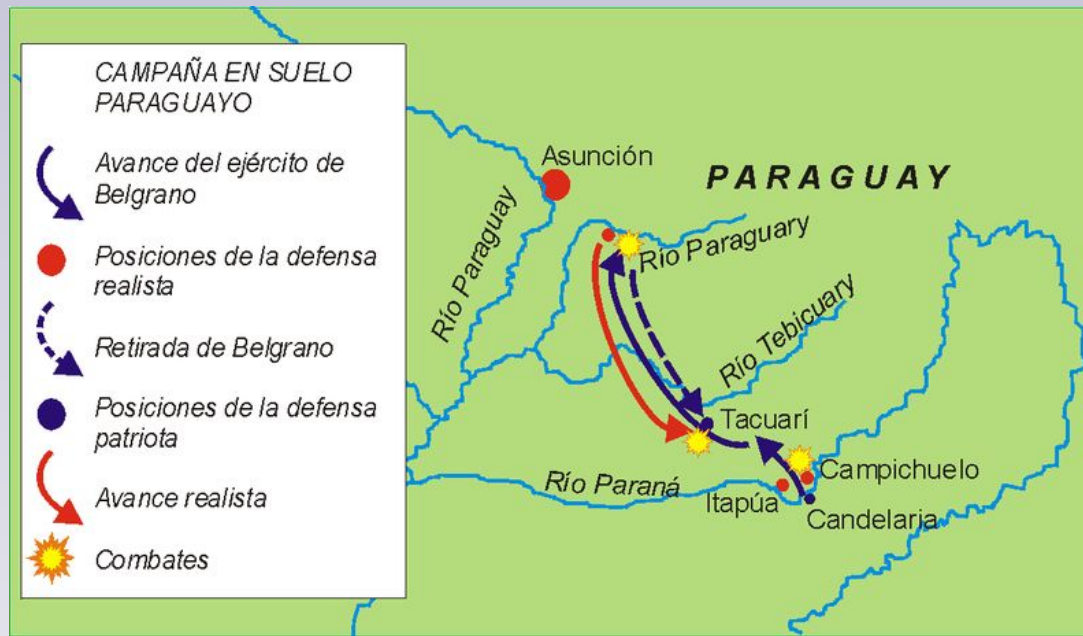 CAMPAÑA EN SUELO
PARAGUAYO
Avance del ejército de
Belgrano
Posiciones de la defensa
realista
Retirada de Belgrano
Posiciones de la defensa
patriota
Avance realista
Combates
Asunción
PARAGUAY
Río Paraguay
Río Paraguary
Río Tebicuary
Tacuarí
Campichuelo
Río Paraná
Itapúa
Candelaria